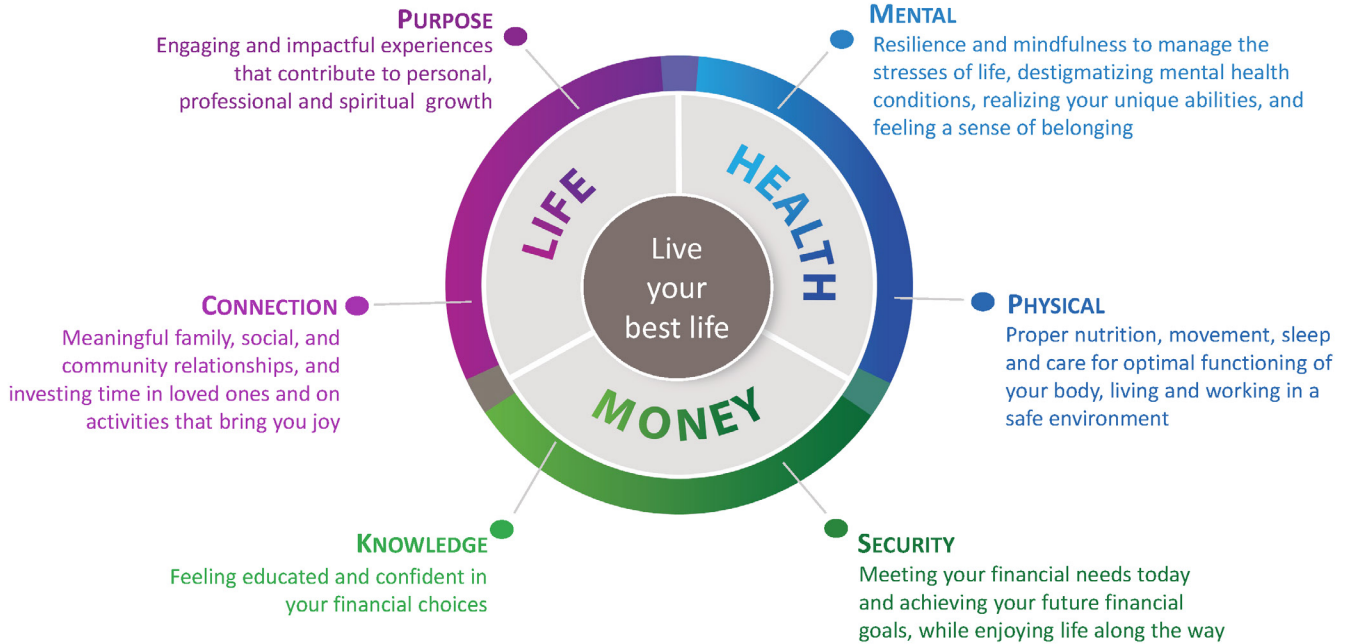 PURPOSE
Engaging and impactful experiences
that contribute to personal,
professional and spiritual growth
MENTAL
Resilience and mindfulness to manage the
stresses of life, destigmatizing mental health
conditions, realizing your unique abilities, and
feeling a sense of belonging
LIFE
HEALTH
Live
your
best life
MONEY
CONNECTION
Meaningful family, social, and
community relationships, and
investing time in loved ones and on
activities that bring you joy
PHYSICAL
Proper nutrition, movement, sleep
and care for optimal functioning of
your body, living and working in a
safe environment
KNOWLEDGE
Feeling educated and confident in
your financial choices
SECURITY
Meeting your financial needs today
and achieving your future financial
goals, while enjoying life along the way